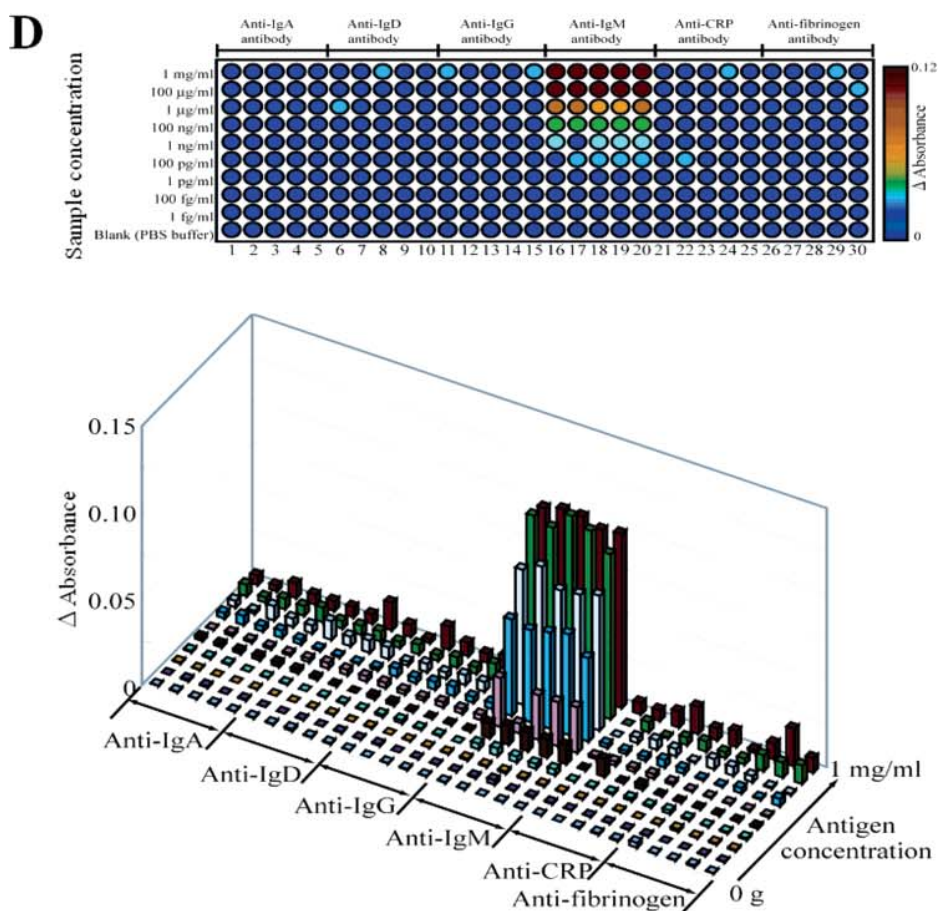 D
Anti-IgA antibody
Anti-IgD antibody
Anti-IgG antibody
Anti-IgM antibody
Anti-CRP antibody
Anti-fibrinogen antibody
Sample concentration
1 mg/ml
100 µg/ml
1 µg/ml
100 ng/ml
1 ng/ml
100 pg/ml
1 pg/ml
100 fg/ml
1 fg/ml
Blank (PBS buffer)
1 2 3 4 5 6 7 8 9 10 11 12 13 14 15 16 17 18 19 20 21 22 23 24 25 26 27 28 29 30
0.12
Δ Absorbance
0
0.15
0.10
0.05
0
Δ Absorbance
Anti-IgA
Anti-IgD
Anti-IgG
Anti-IgM
Anti-CRP
Anti-fibrinogen
1 mg/ml
Antigen
concentration
0 g